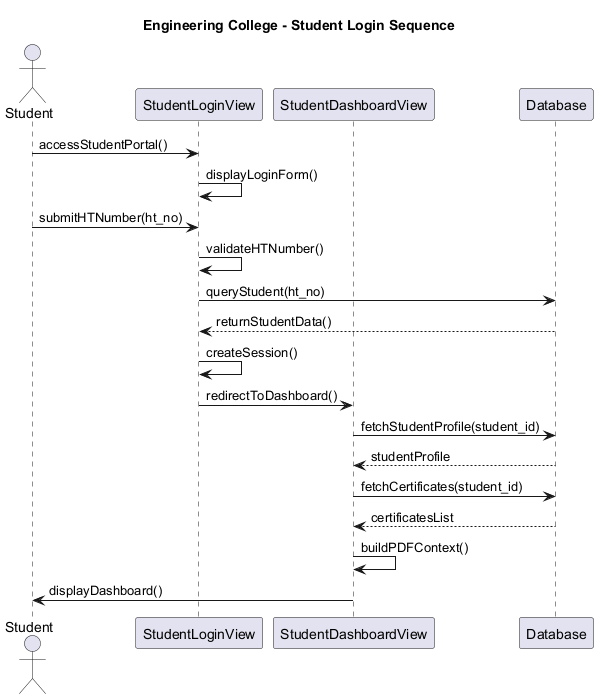 Engineering College - Student Login Sequence
Student
StudentLoginView
StudentDashboardView
Database
accessStudentPortal()
displayLoginForm()
submitHTNumber(ht_no)
validateHTNumber()
queryStudent(ht_no)
returnStudentData()
createSession()
redirectToDashboard()
fetchStudentProfile(student_id)
studentProfile
fetchCertificates(student_id)
certificatesList
buildPDFContext()
displayDashboard()
Student
StudentLoginView
StudentDashboardView
Database